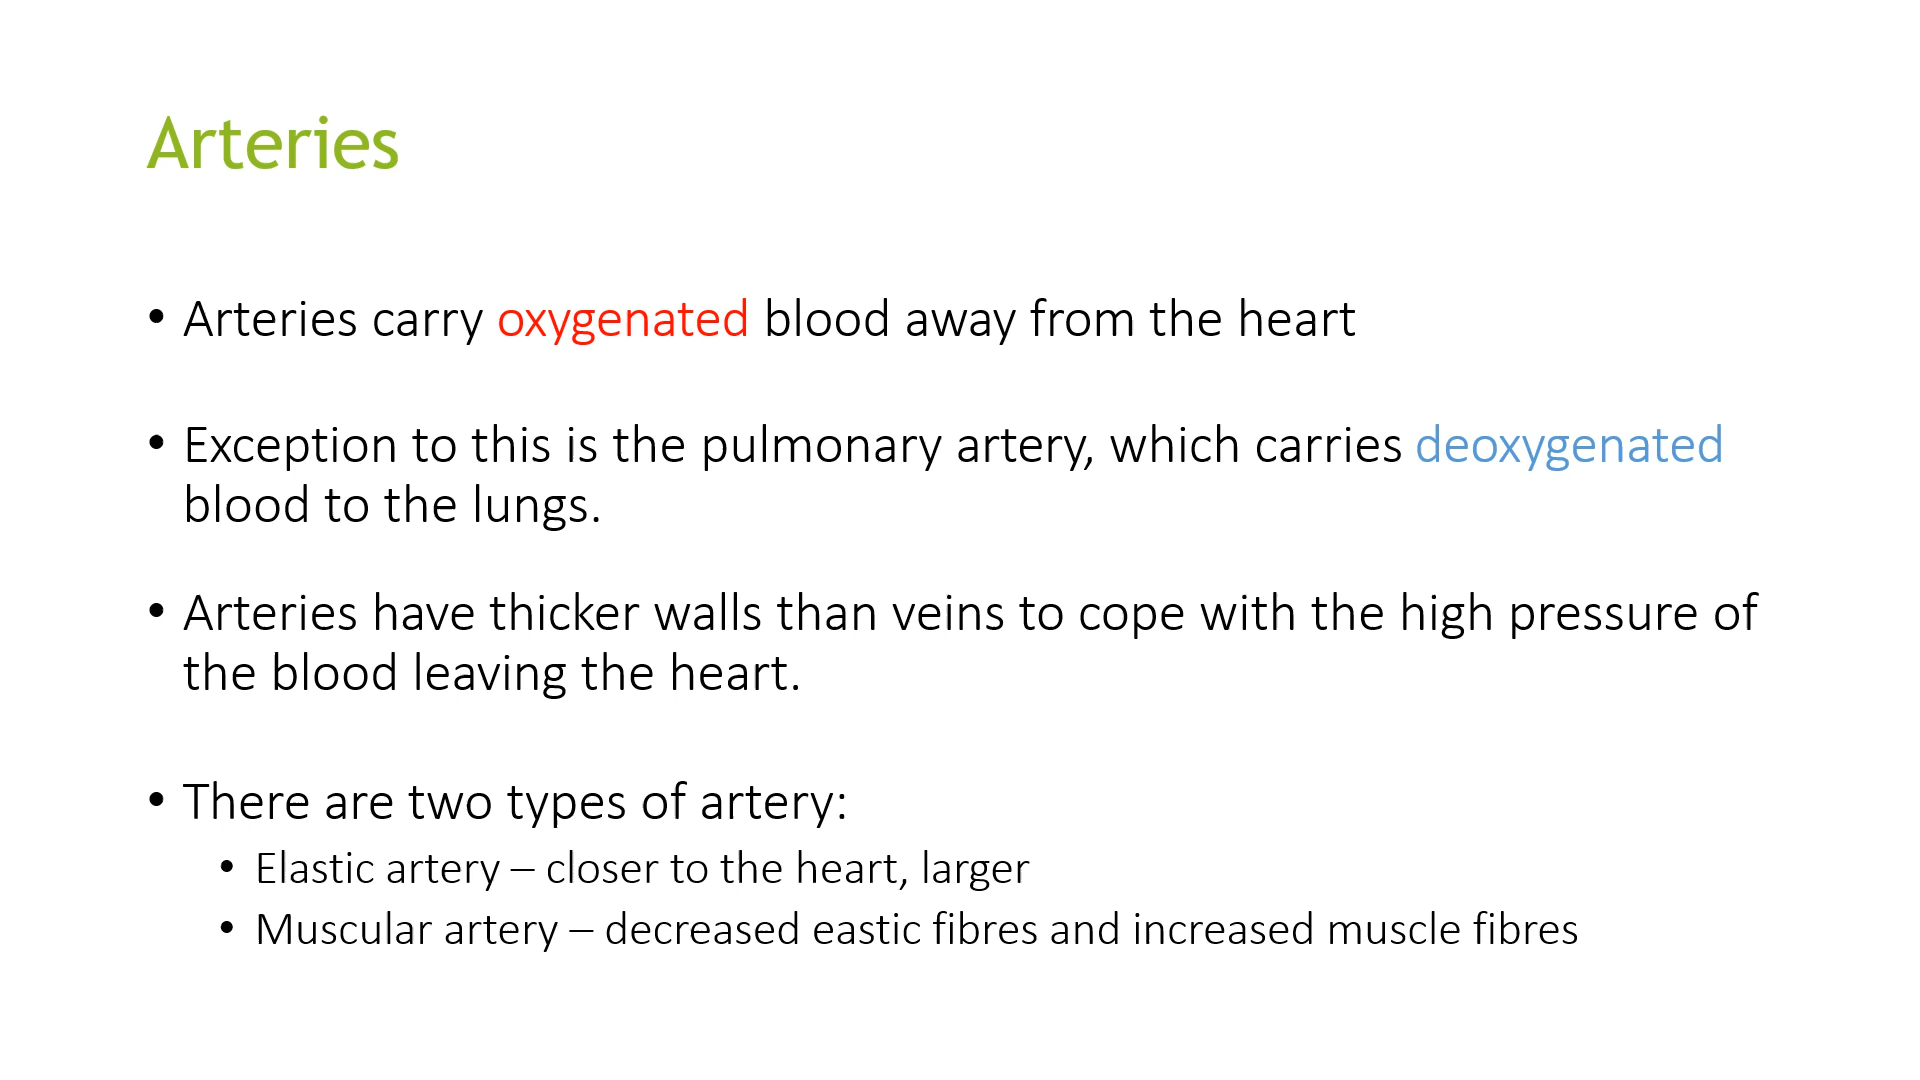 Arteries
• Arteries carry oxygenated blood away from the heart
• Exception to this is the pulmonary artery, which carries deoxygenated
blood to the lungs.
• Arteries have thicker walls than veins to cope with the high pressure of
the blood leaving the heart.
• There are two types of artery:
• Elastic artery – closer to the heart, larger
• Muscular artery – decreased eastic fibres and increased muscle fibres